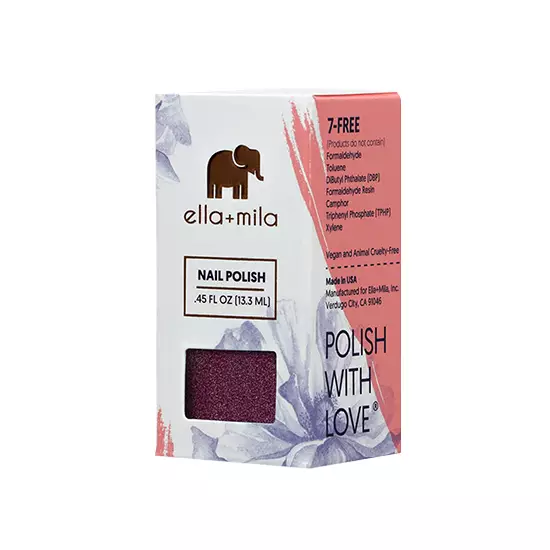 ella+mila
NAIL POLISH
.45 FL OZ (13.3 ML)
7-FREE
(Products do not contain)
Formaldehyde
Toluene
DiButyl Phthalate (DBP)
Formaldehyde Resin
Camphor
Triphenyl Phosphate (TPHP)
Xylene
Vegan and Animal Cruelty-Free
Made in USA
Manufactured for Ella+Mila, Inc.
Verdugo City, CA 91046
POLISH
WITH
LOVE®